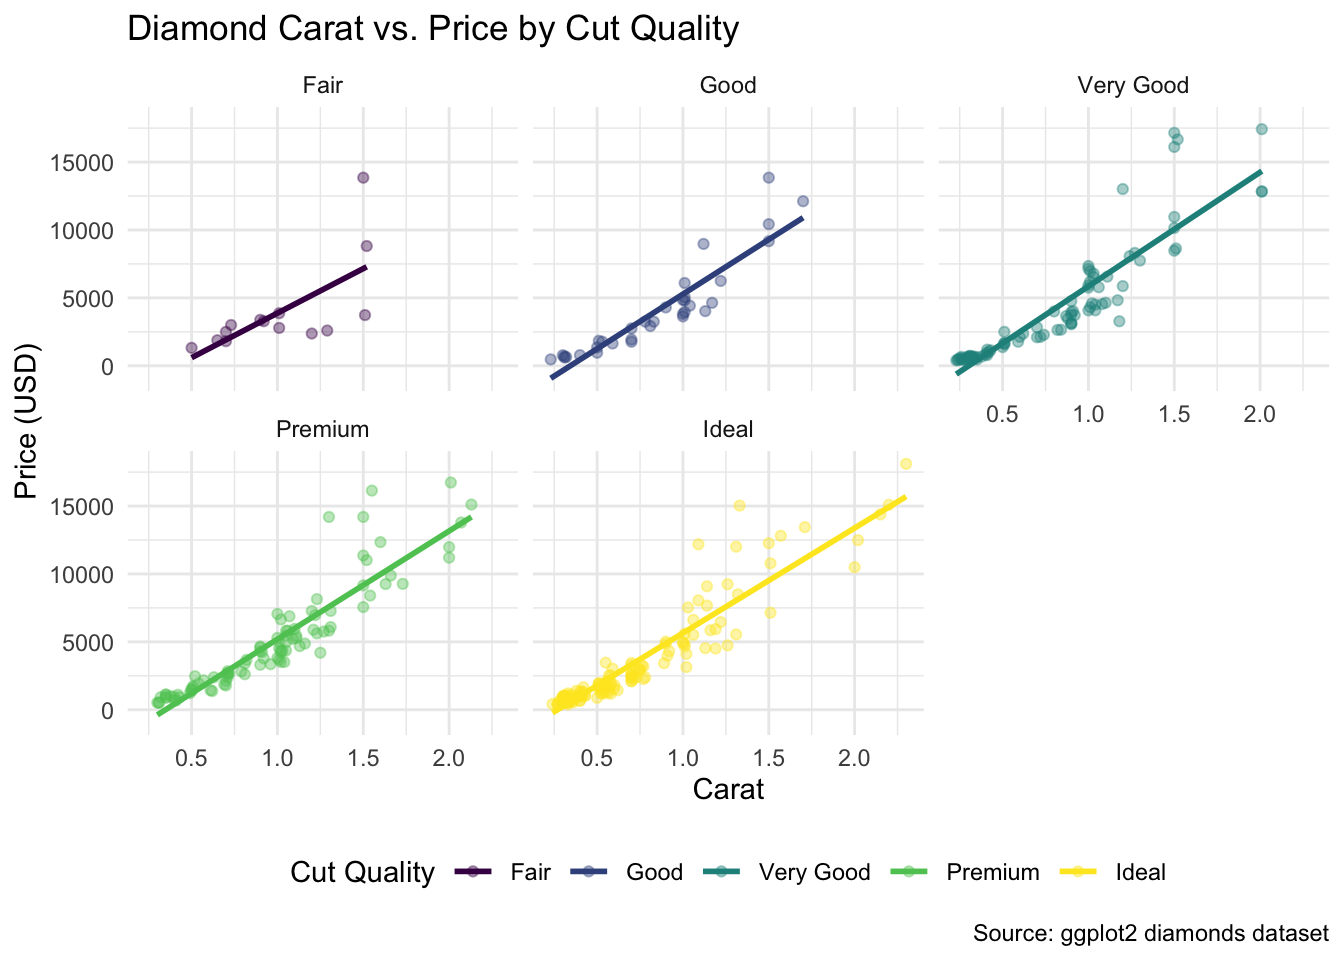 Diamond Carat vs. Price by Cut Quality
Fair
Good
Very Good
15000
10000
5000
0
0.5 1.0 1.5 2.0
Premium
Ideal
15000
10000
5000
0
0.5 1.0 1.5 2.0
0.5 1.0 1.5 2.0
Price (USD)
Carat
Cut Quality Fair Good Very Good Premium Ideal
Source: ggplot2 diamonds dataset